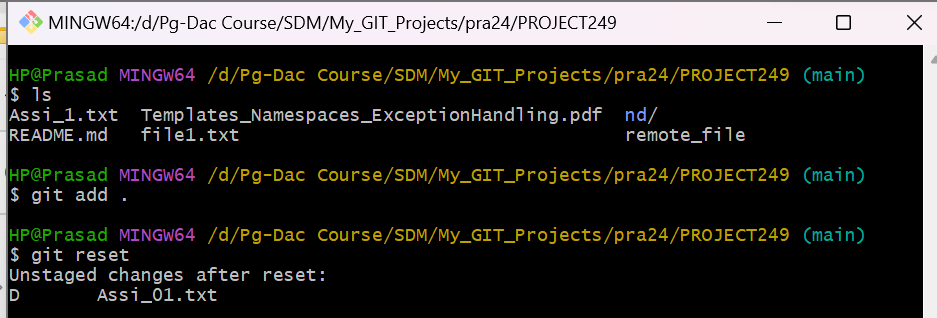 MINGW64:/d/Pg-Dac Course/SDM/My_GIT_Projects/pra24/PROJECT249
HP@Prasad MINGW64 /d/Pg-Dac Course/SDM/My_GIT_Projects/pra24/PROJECT249 (main)
$ ls
Assi_1.txt  Templates_Namespaces_ExceptionHandling.pdf  nd/
README.md   file1.txt                                   remote_file
HP@Prasad MINGW64 /d/Pg-Dac Course/SDM/My_GIT_Projects/pra24/PROJECT249 (main)
$ git add .
HP@Prasad MINGW64 /d/Pg-Dac Course/SDM/My_GIT_Projects/pra24/PROJECT249 (main)
$ git reset
Unstaged changes after reset:
D       Assi_01.txt